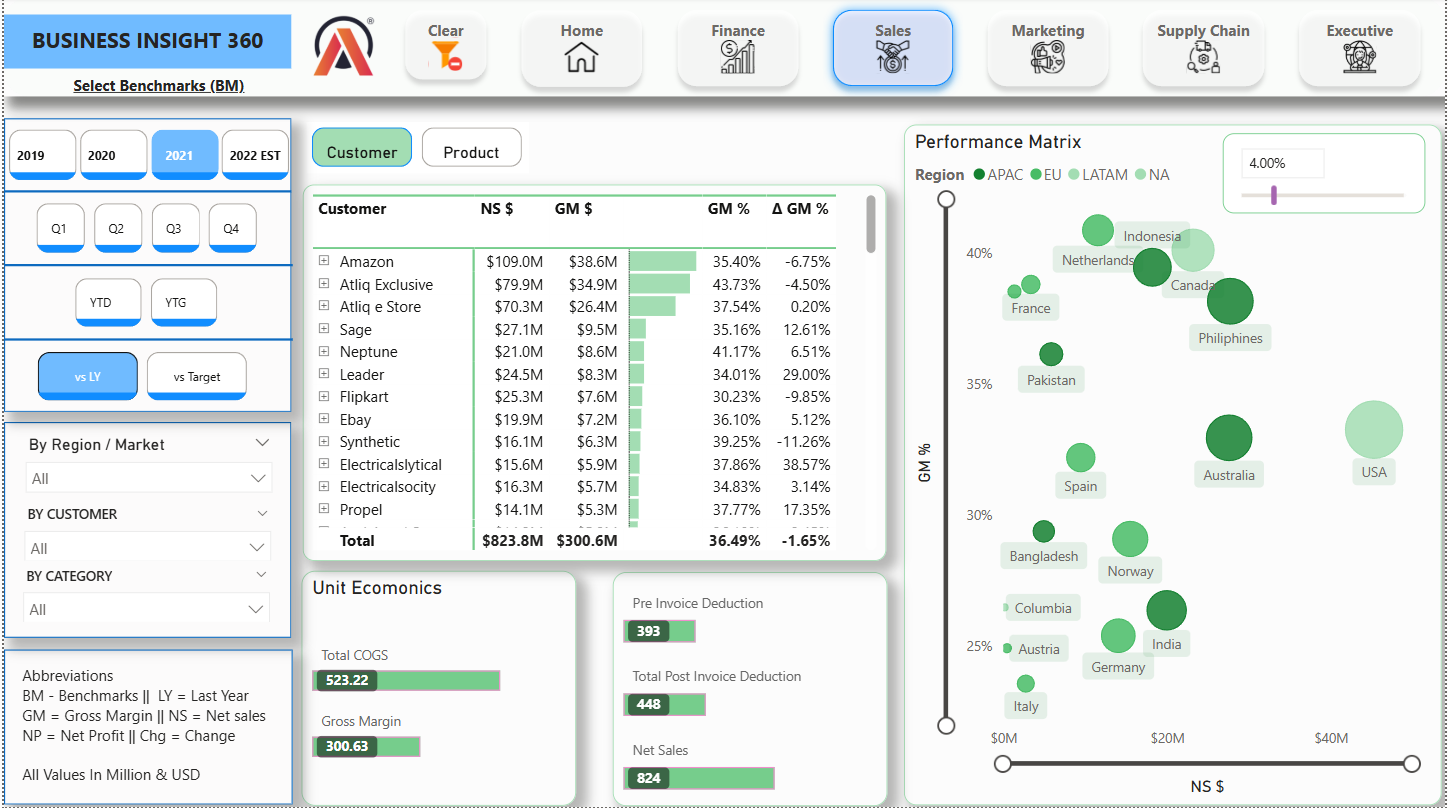 BUSINESS INSIGHT 360
Select Benchmarks (BM)
®
Clear
Home
Finance
Sales
Marketing
Supply Chain
Executive
2019
2020
2021
2022 EST
Q1
Q2
Q3
Q4
YTD
YTG
vs LY
vs Target
By Region / Market
All
BY CUSTOMER
All
BY CATEGORY
All
Abbreviations
BM - Benchmarks || LY = Last Year
GM = Gross Margin || NS = Net sales
NP = Net Profit || Chg = Change
All Values In Million & USD
Customer
Product
Customer NS $ GM $ GM % Δ GM %
Amazon $109.0M $38.6M 35.40% -6.75%
Atliq Exclusive $79.9M $34.9M 43.73% -4.50%
Atliq e Store $70.3M $26.4M 37.54% 0.20%
Sage $27.1M $9.5M 35.16% 12.61%
Neptune $21.0M $8.6M 41.17% 6.51%
Leader $24.5M $8.3M 34.01% 29.00%
Flipkart $25.3M $7.6M 30.23% -9.85%
Ebay $19.9M $7.2M 36.10% 5.12%
Synthetic $16.1M $6.3M 39.25% -11.26%
Electricalslytical $15.6M $5.9M 37.86% 38.57%
Electricalsocity $16.3M $5.7M 34.83% 3.14%
Propel $14.1M $5.3M 37.77% 17.35%
Total $823.8M $300.6M 36.49% -1.65%
Unit Ecomonics
Total COGS
523.22
Gross Margin
300.63
Pre Invoice Deduction
393
Total Post Invoice Deduction
448
Net Sales
824
Performance Matrix
4.00%
Region APAC EU LATAM NA
GM %
40%
35%
30%
25%
Indonesia
Netherlands
Canada
France
Philiphines
Pakistan
USA
Australia
Spain
Bangladesh
Norway
Columbia
India
Austria
Germany
Italy
$0M
$20M
$40M
NS $